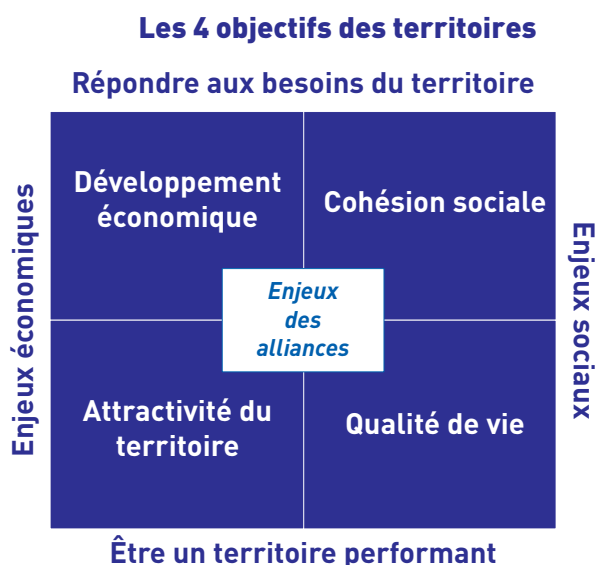 Les 4 objectifs des territoires
Répondre aux besoins du territoire
Enjeux économiques
Développement
économique
Cohésion sociale
Enjeux
des
alliances
Enjeux sociaux
Attractivité du
territoire
Qualité de vie
Être un territoire performant